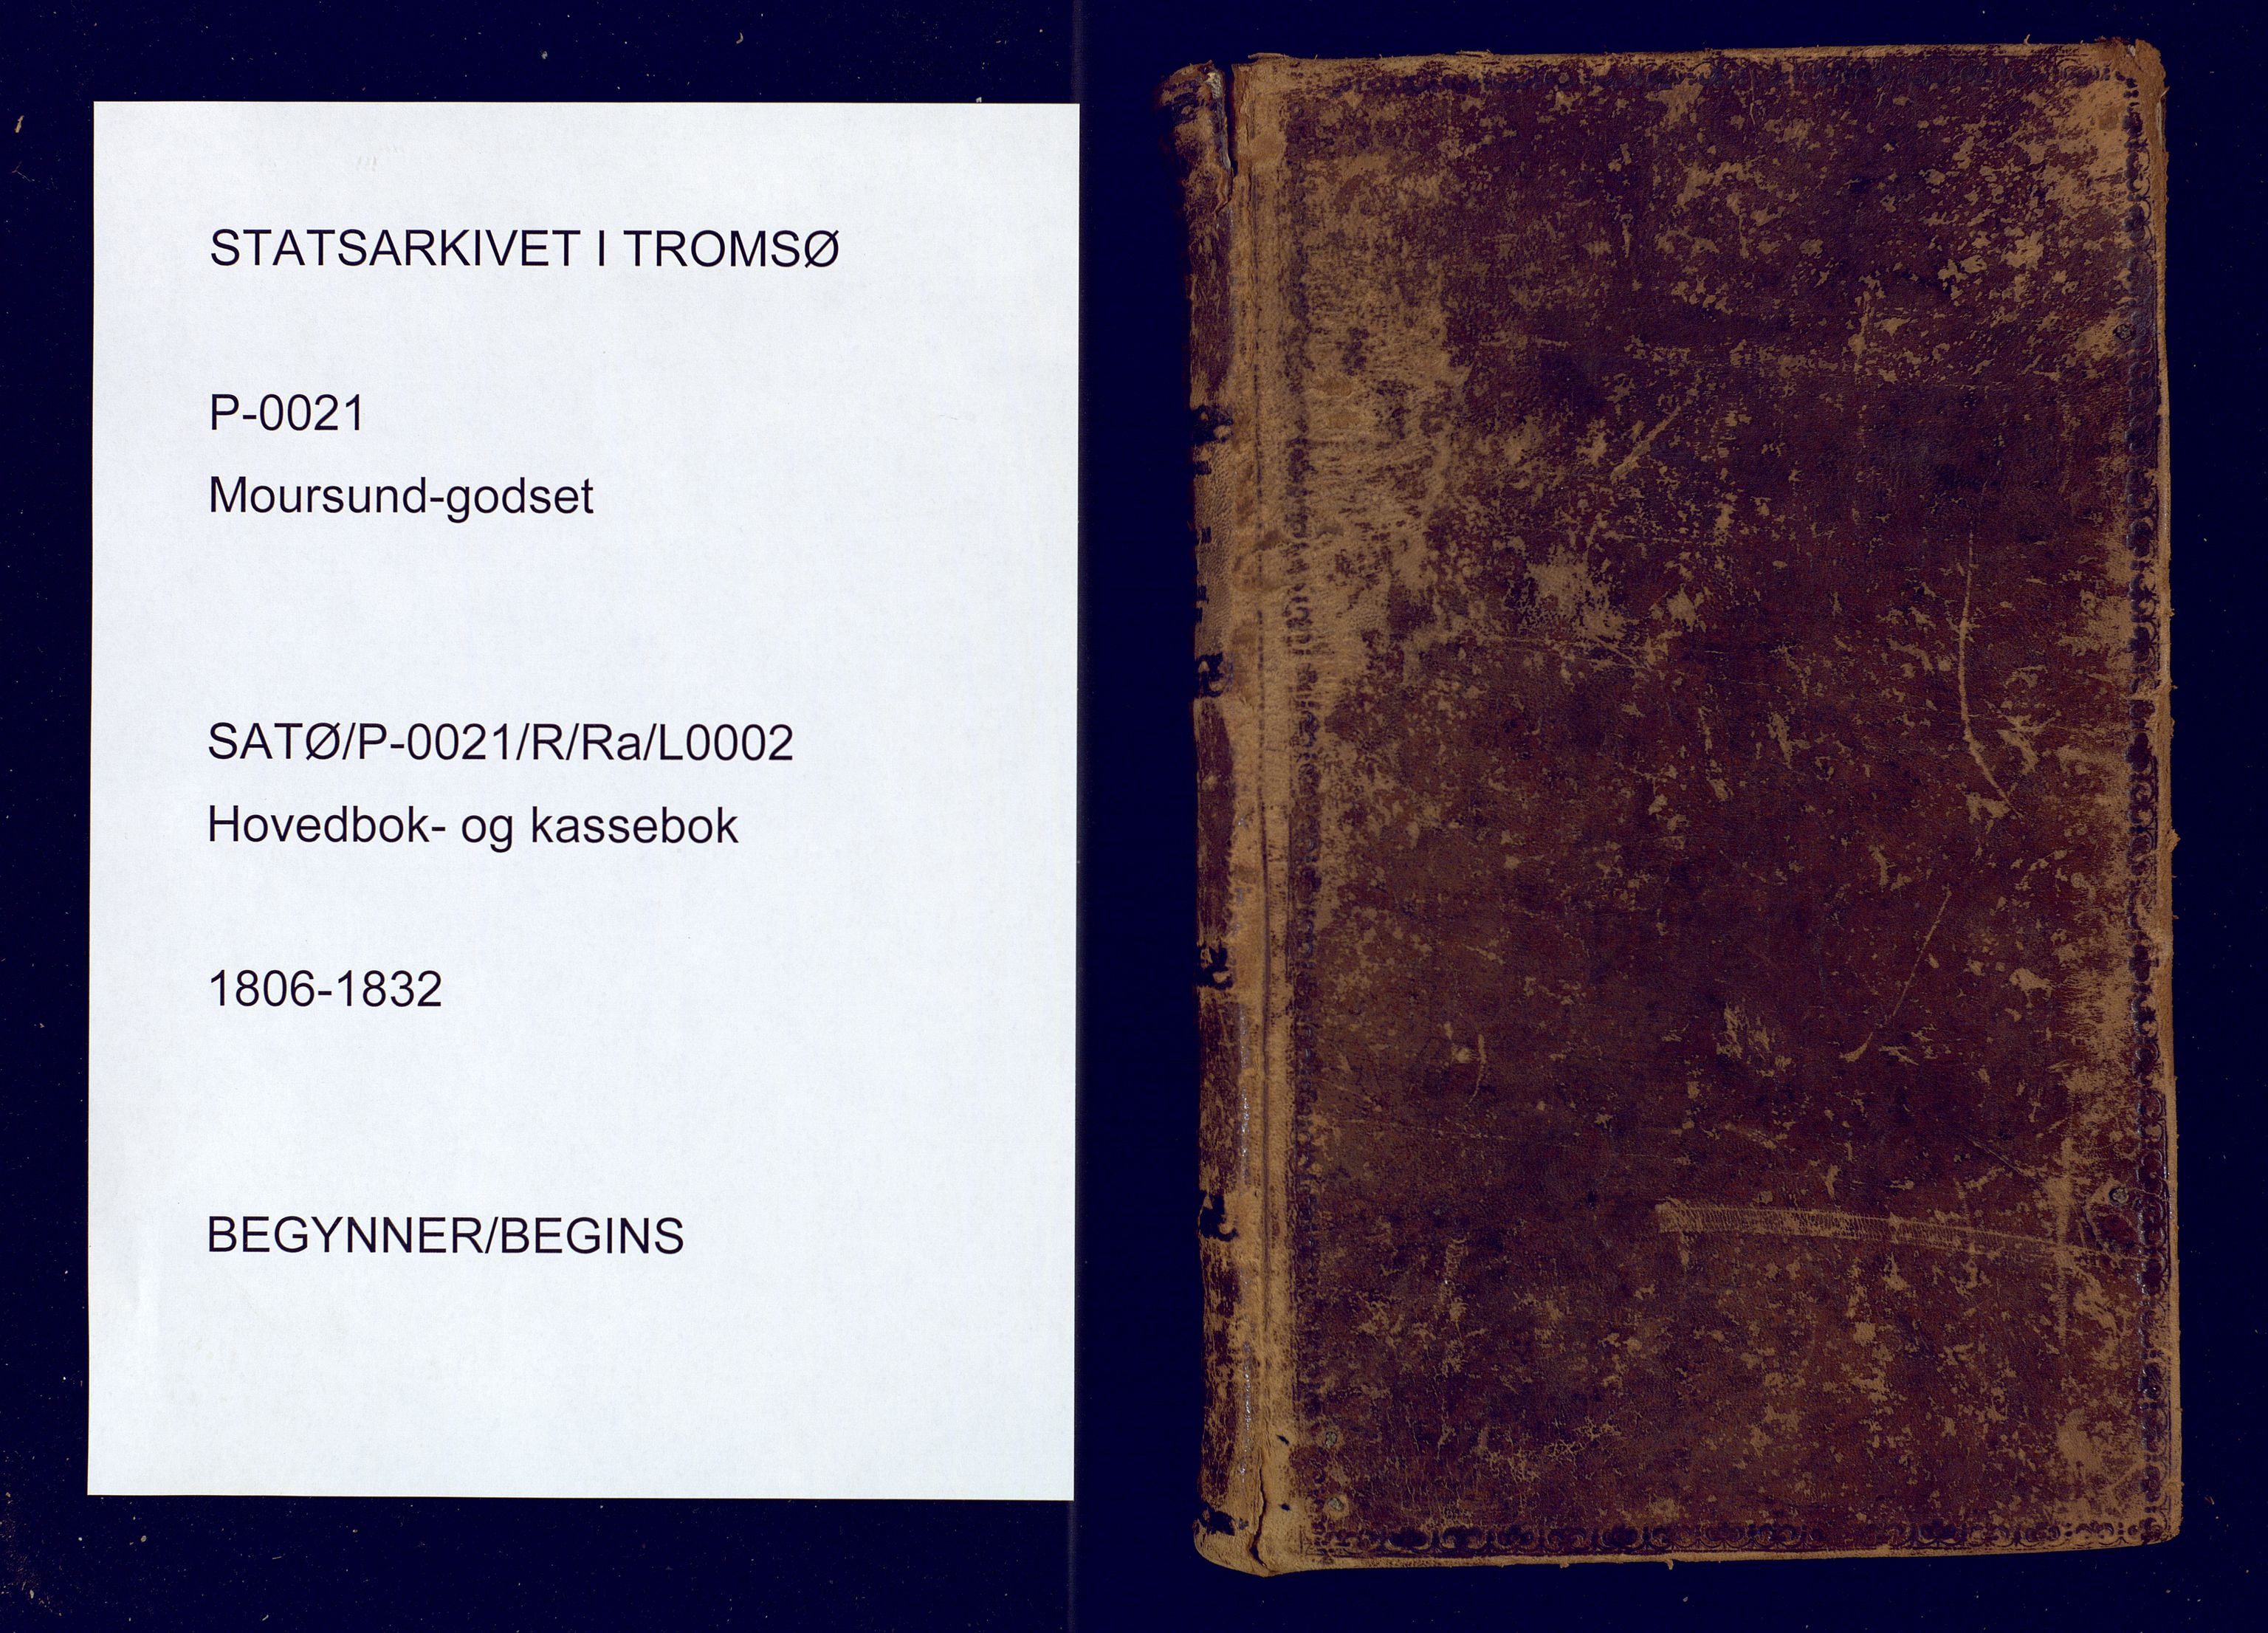 STATSARKIVET I TROMSØ
P-0021
Moursund-godset
SATØ/P-0021/R/Ra/L0002
Hovedbok- og kassebok
1806-1832
BEGYNNER/BEGINS